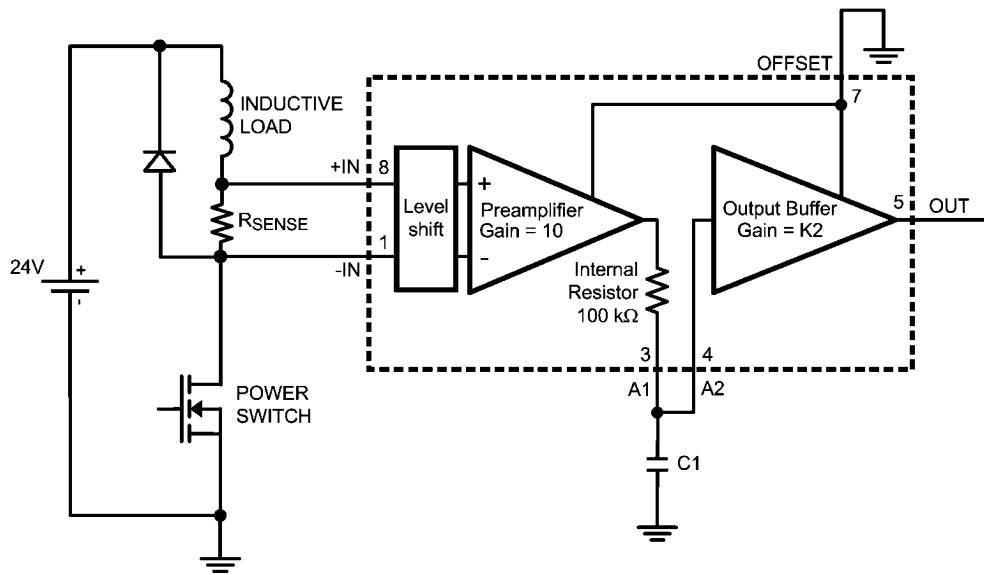 OFFSET
7
INDUCTIVE
LOAD
+IN
8
RSENSE
Level
shift
+
Preamplifier
Gain = 10
-
Output Buffer
Gain = K2
5
OUT
1
-IN
24V
+
-
Internal
Resistor
100 kΩ
3
4
A1
A2
POWER
SWITCH
C1